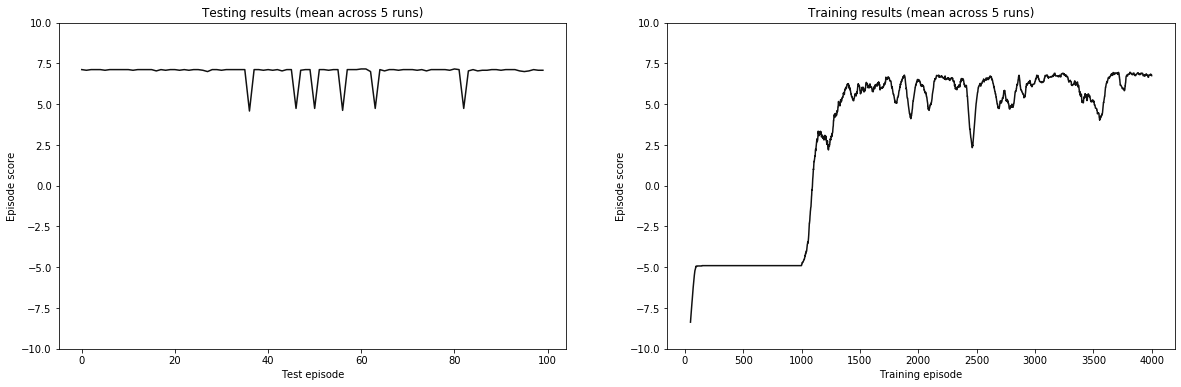 Testing results (mean across 5 runs)
10.0
7.5
5.0
2.5
0.0
−2.5
−5.0
−7.5
−10.0
Episode score
0 20 40 60 80 100
Test episode
Training results (mean across 5 runs)
10.0
7.5
5.0
2.5
0.0
−2.5
−5.0
−7.5
−10.0
Episode score
0 500 1000 1500 2000 2500 3000 3500 4000
Training episode